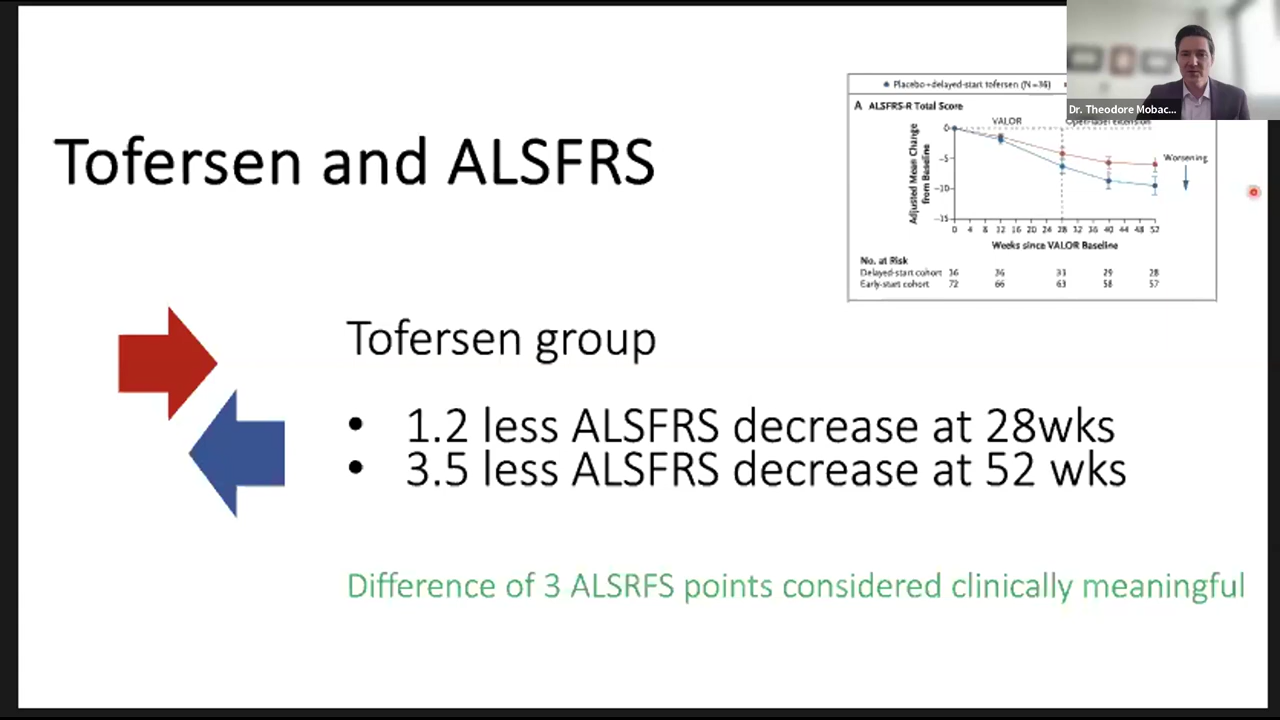 Tofersen and ALSFRS
Placebo+delayed-start tofersen (N=36)
Dr. Theodore Mobac...
A ALSFRS-R Total Score
VALOR
Open-label extension
Worsening
Adjusted Mean Change
from Baseline
0
-5
-10
-15
0 4 8 12 16 20 24 28 32 36 40 44 48 52
Weeks since VALOR Baseline
No. at Risk
Delayed-start cohort 36 36 33 29 28
Early-start cohort 72 66 63 58 57
Tofersen group
• 1.2 less ALSFRS decrease at 28wks
• 3.5 less ALSFRS decrease at 52 wks
Difference of 3 ALSRFS points considered clinically meaningful